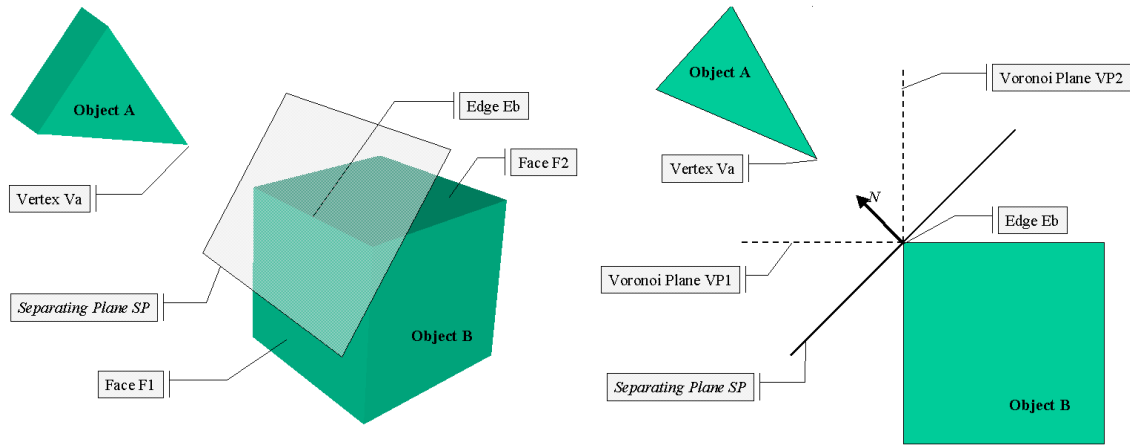 Object A
Edge Eb
Face F2
Vertex Va
Separating Plane SP
Object B
Face F1
Object A
Voronoi Plane VP2
Vertex Va
N
Edge Eb
Voronoi Plane VP1
Separating Plane SP
Object B